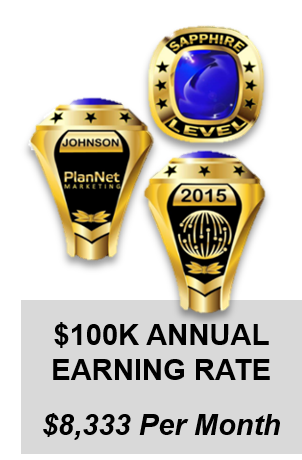 SAPPHIRE
LEVEL
JOHNSON
PlanNet
MARKETING
2015
$100K ANNUAL
EARNING RATE
$8,333 Per Month